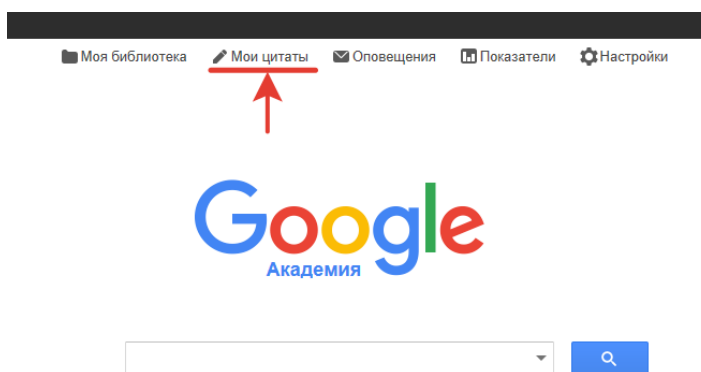 Моя библиотека Мои цитаты Оповещения Показатели Настройки
Google
Академия